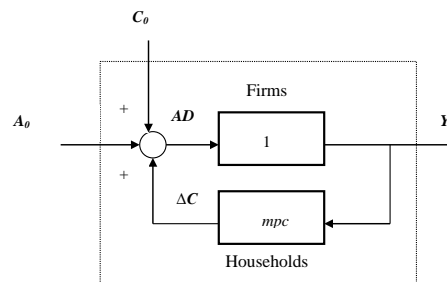 C₀
Firms
+
AD
A₀
1
Y
+
ΔC
mpc
Households